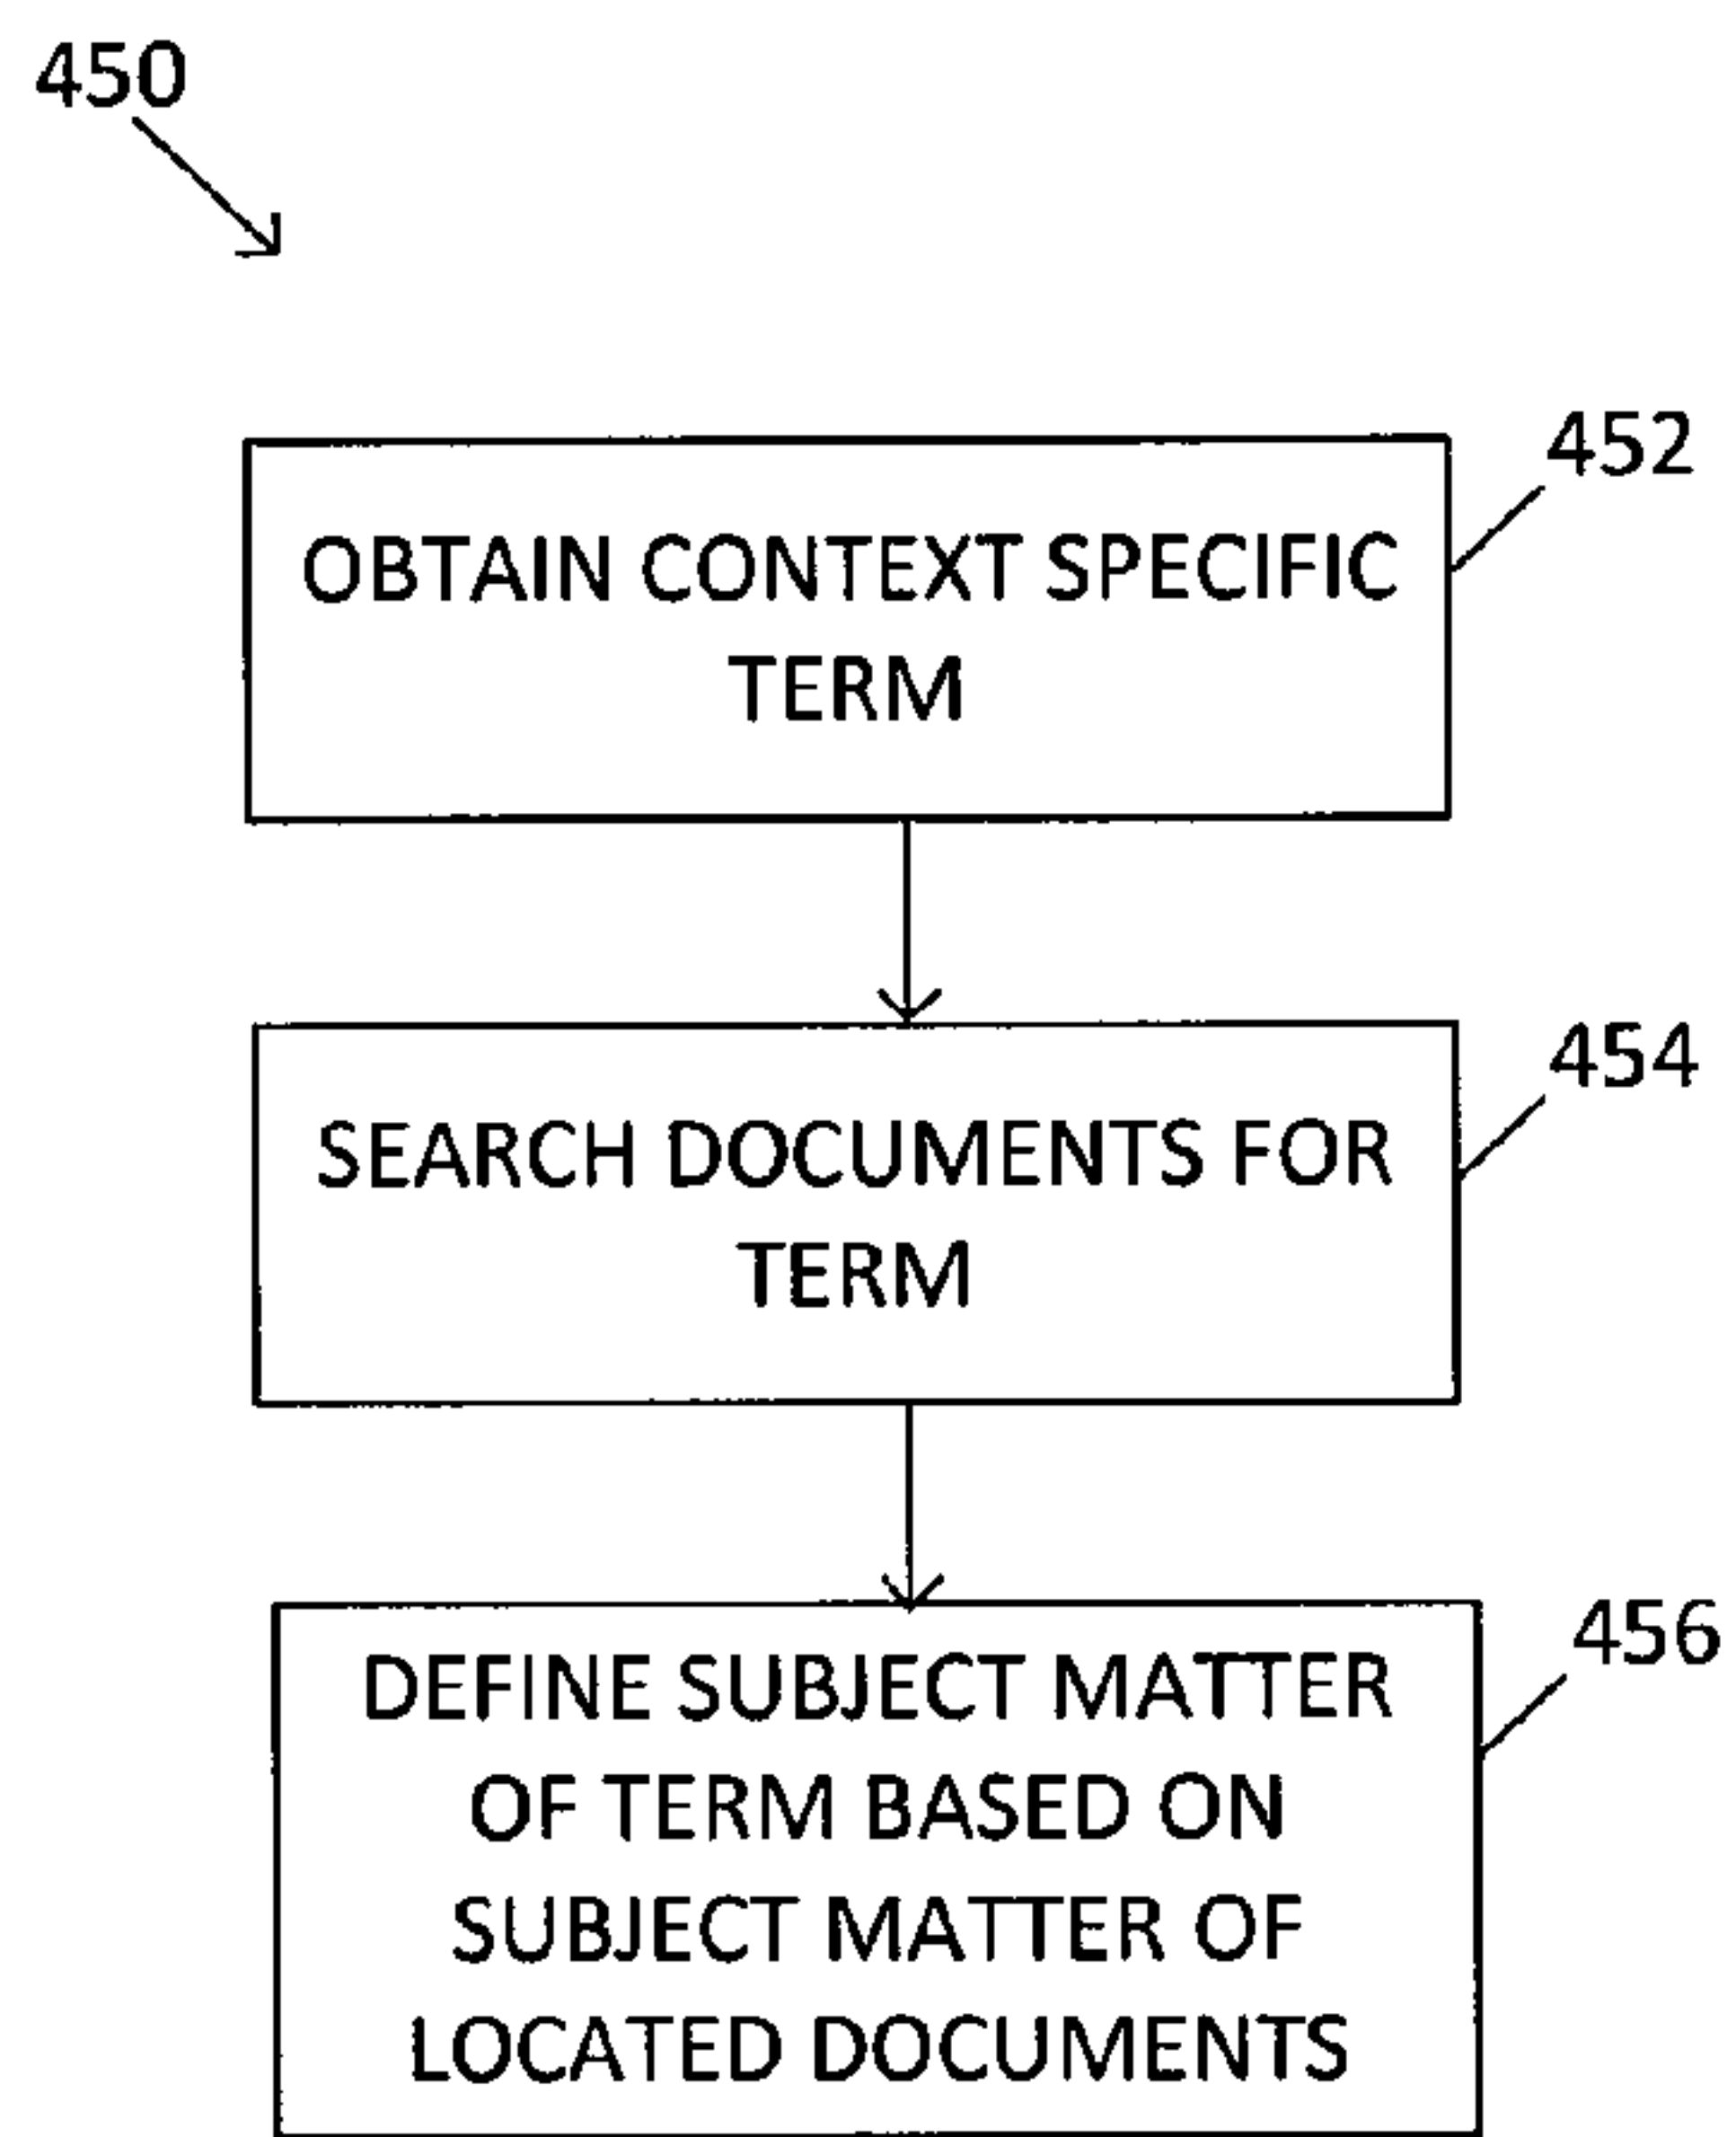 450
452
OBTAIN CONTEXT SPECIFIC
TERM
454
SEARCH DOCUMENTS FOR
TERM
456
DEFINE SUBJECT MATTER
OF TERM BASED ON
SUBJECT MATTER OF
LOCATED DOCUMENTS